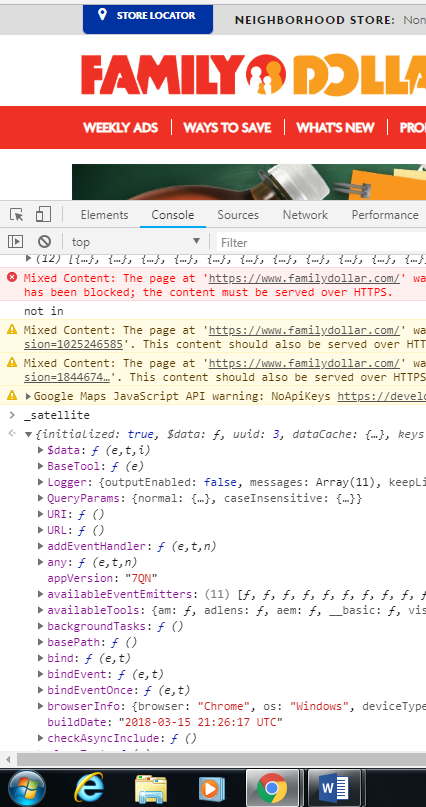 STORE LOCATOR
NEIGHBORHOOD STORE: Non
FAMILY DOLLA
WEEKLY ADS WAYS TO SAVE WHAT'S NEW PRO
Elements Console Sources Network Performance
top Filter
(12) [{…}, {…}, {…}, {…}, {…}, {…}, {…}, {…}, {…},
Mixed Content: The page at 'https://www.familydollar.com/' wa
has been blocked; the content must be served over HTTPS.
not in
Mixed Content: The page at 'https://www.familydollar.com/' wa
sion=1025246585'. This content should also be served over HTT
Mixed Content: The page at 'https://www.familydollar.com/' wa
sion=1844674…'. This content should also be served over HTT
Google Maps JavaScript API warning: NoApiKeys https://develo
_satellite
{initialized: true, $data: ƒ, uuid: 3, dataCache: {…}, keys
$data: ƒ (e,t,i)
BaseTool: ƒ (e)
Logger: {outputEnabled: false, messages: Array(11), keepLi
QueryParams: {normal: {…}, caseInsensitive: {…}}
URI: ƒ ()
URL: ƒ ()
addEventHandler: ƒ (e,t,n)
any: ƒ (e,t,n)
appVersion: "7QN"
availableEventEmitters: (11) [ƒ, ƒ, ƒ, ƒ, ƒ, ƒ, ƒ, ƒ, ƒ, ƒ
availableTools: {am: ƒ, adlens: ƒ, aem: ƒ, __basic: ƒ, vis
backgroundTasks: ƒ ()
basePath: ƒ ()
bind: ƒ (e,t)
bindEvent: ƒ (e,t)
bindEventOnce: ƒ (e,t)
browserInfo: {browser: "Chrome", os: "Windows", deviceType
buildDate: "2018-03-15 21:26:17 UTC"
checkAsyncInclude: ƒ ()